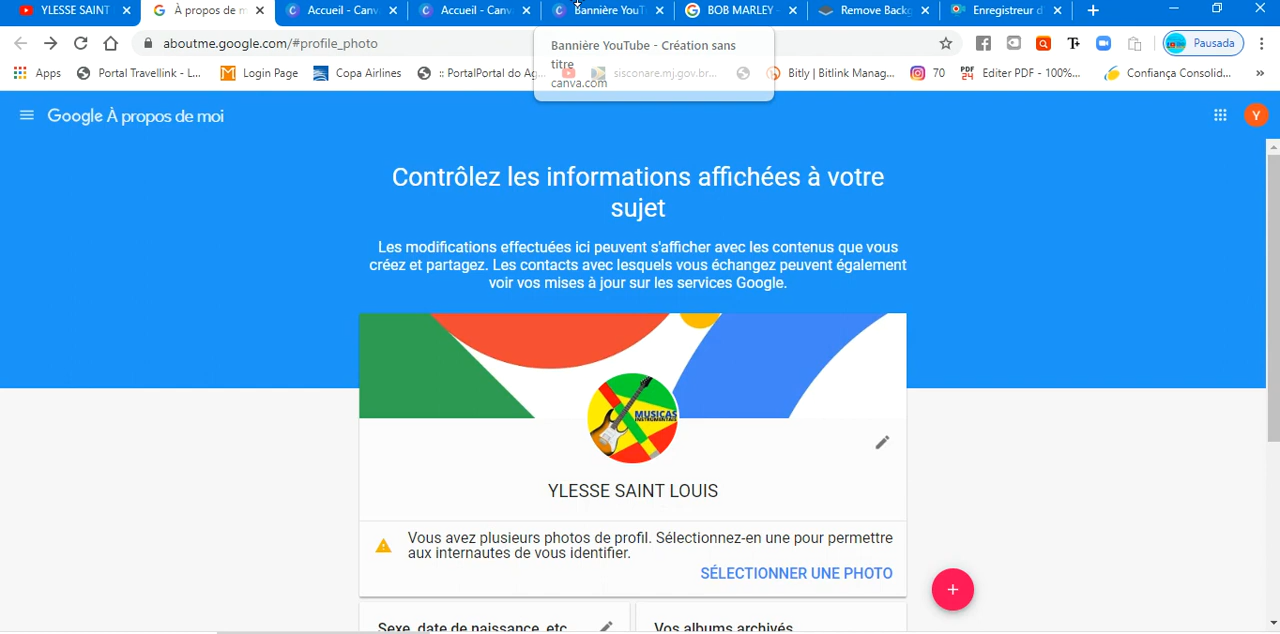 YLESSE SAINT
À propos de m
Accueil - Canv
Accueil - Canv
Bannière YouT
BOB MARLEY -
Remove Backg
Enregistreur d
aboutme.google.com/#profile_photo
Pausada
Bannière YouTube - Création sans
titre
canva.com
Apps
Portal Travellink - L...
Login Page
Copa Airlines
:: PortalPortal do Ag...
sisconare.mj.gov.br...
Bitly | Bitlink Manag...
70
Editer PDF - 100%...
Confiança Consolid...
»
Google À propos de moi
Y
Contrôlez les informations affichées à votre
sujet
Les modifications effectuées ici peuvent s'afficher avec les contenus que vous
créez et partagez. Les contacts avec lesquels vous échangez peuvent également
voir vos mises à jour sur les services Google.
MUSICAS
INSTRUMENTAIS
YLESSE SAINT LOUIS
Vous avez plusieurs photos de profil. Sélectionnez-en une pour permettre
aux internautes de vous identifier.
SÉLECTIONNER UNE PHOTO
Sexe, date de naissance, etc.
Vos albums archivés